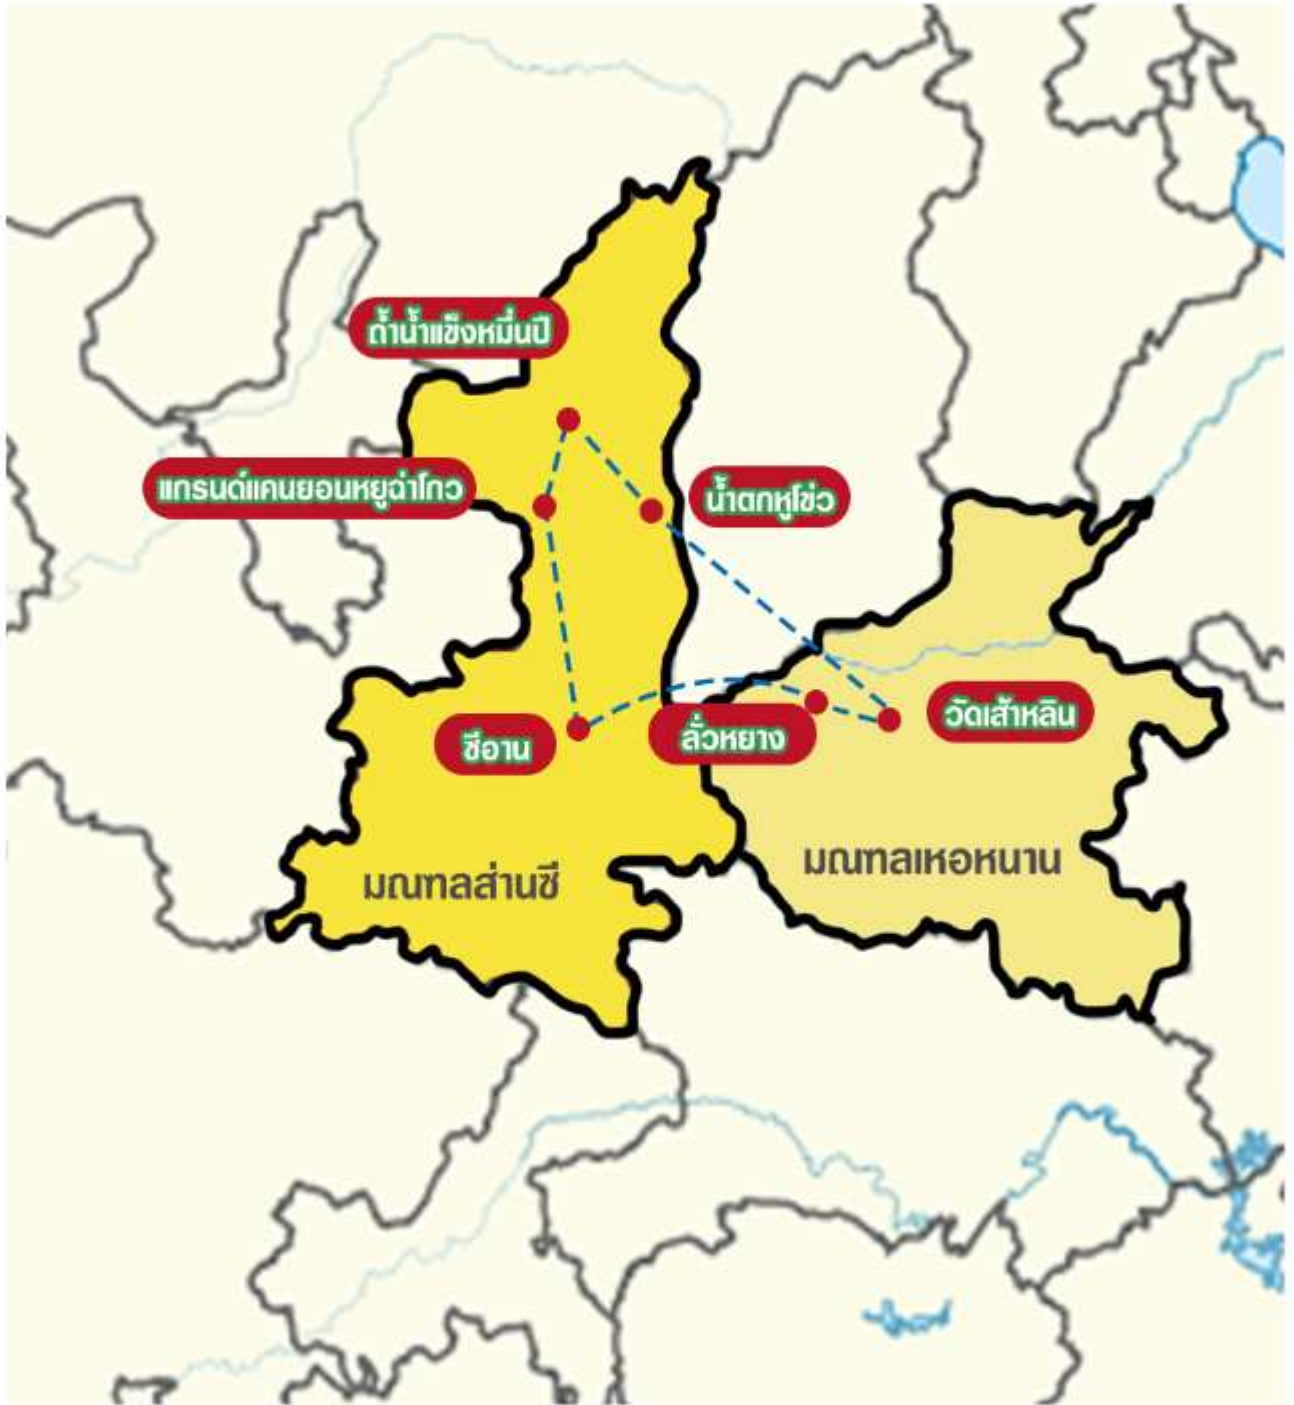 ถ้ำน้ำแข็งหมื่นปี
แกรนด์แคนยอนหยูฉ่าโกว
น้ำตกหูโข่ว
วัดเส้าหลิน
ลั่วหยาง
ซีอาน
มณฑลเหอหนาน
มณฑลส่านซี